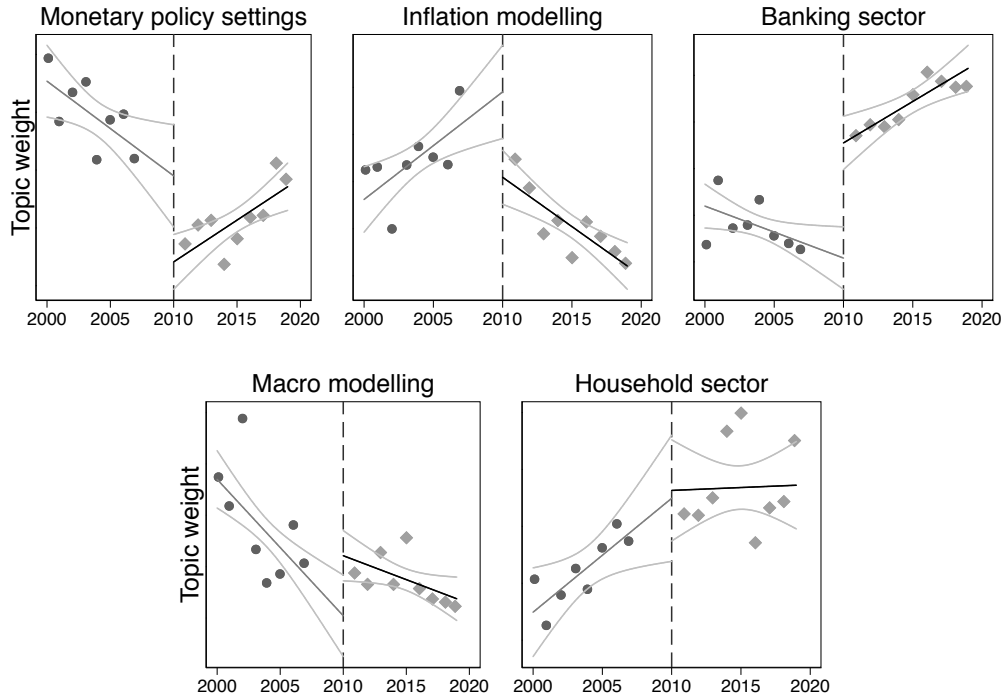 Monetary policy settings
Inflation modelling
Banking sector
Topic weight
2000 2005 2010 2015 2020
2000 2005 2010 2015 2020
2000 2005 2010 2015 2020
Macro modelling
Household sector
Topic weight
2000 2005 2010 2015 2020
2000 2005 2010 2015 2020